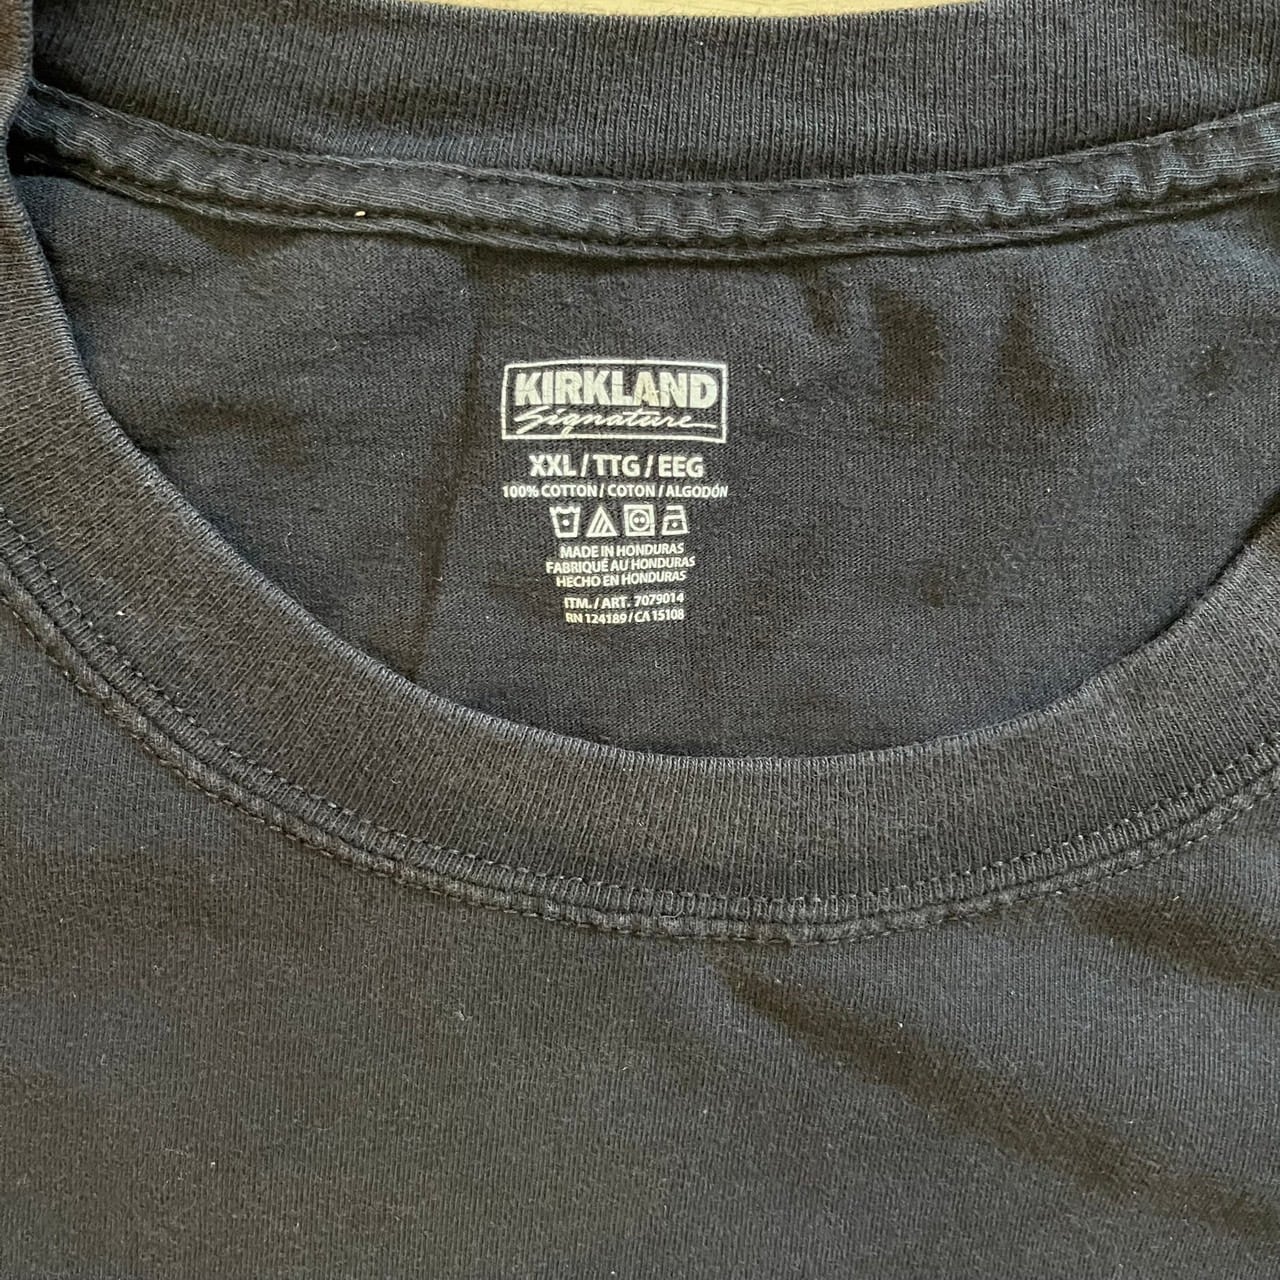 KIRKLAND
Signature
XXL / TTG / EEG
100% COTTON / COTON / ALGODÓN
MADE IN HONDURAS
FABRIQUÉ AU HONDURAS
HECHO EN HONDURAS
ITM. / ART. 7079014
RN 124189 / CA 15108